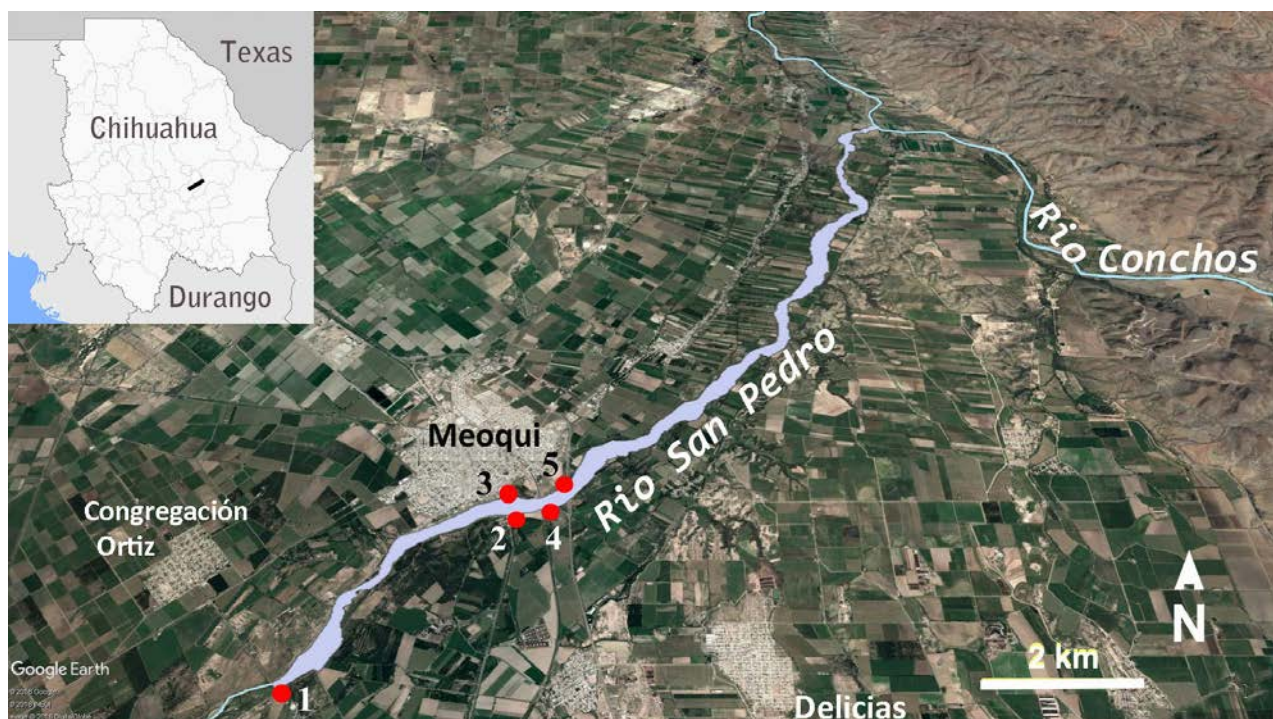 Texas
Chihuahua
Durango
Rio Conchos
Rio San Pedro
Meoqui
3
5
2
4
Congregación
Ortiz
N
2 km
Google Earth
.1
Delicias